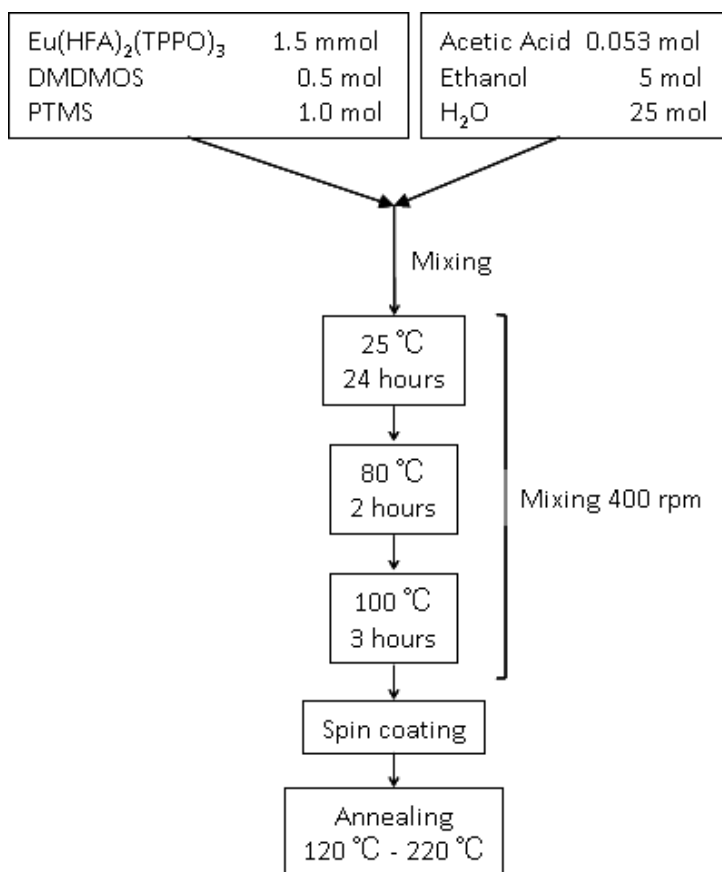 Eu(HFA)₂(TPPO)₃ 1.5 mmol
DMDMOS 0.5 mol
PTMS 1.0 mol
Acetic Acid 0.053 mol
Ethanol 5 mol
H₂O 25 mol
Mixing
25 ℃
24 hours
80 ℃
2 hours
100 ℃
3 hours
Mixing 400 rpm
Spin coating
Annealing
120 ℃ - 220 ℃